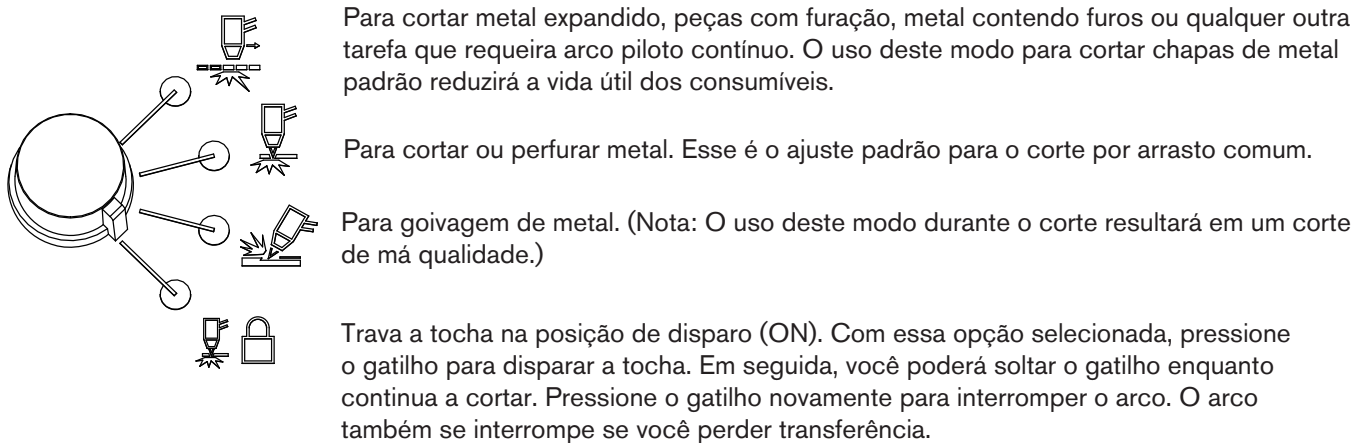 Para cortar metal expandido, peças com furação, metal contendo furos ou qualquer outra
tarefa que requeira arco piloto contínuo. O uso deste modo para cortar chapas de metal
padrão reduzirá a vida útil dos consumíveis.
Para cortar ou perfurar metal. Esse é o ajuste padrão para o corte por arrasto comum.
Para goivagem de metal. (Nota: O uso deste modo durante o corte resultará em um corte
de má qualidade.)
Trava a tocha na posição de disparo (ON). Com essa opção selecionada, pressione
o gatilho para disparar a tocha. Em seguida, você poderá soltar o gatilho enquanto
continua a cortar. Pressione o gatilho novamente para interromper o arco. O arco
também se interrompe se você perder transferência.